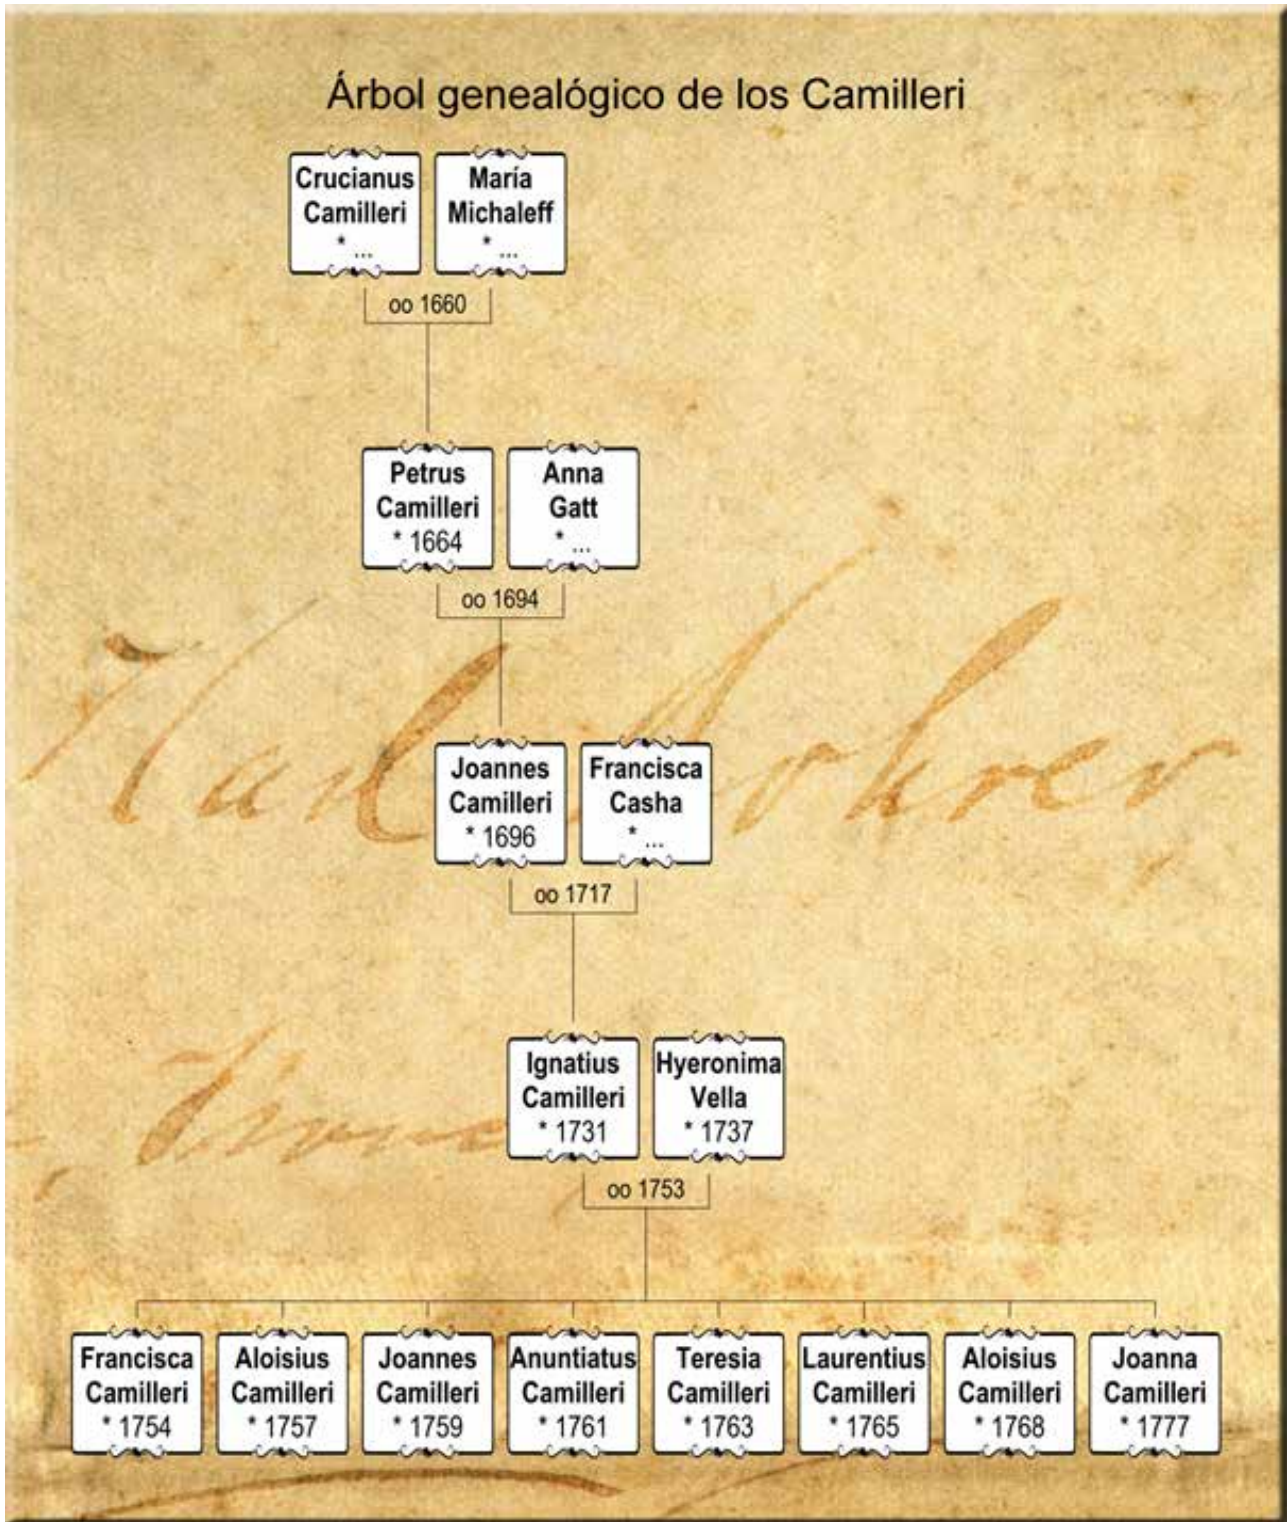 Árbol genealógico de los Camilleri
Crucianus
Camilleri
* ...
María
Michaleff
* ...
oo 1660
Petrus
Camilleri
* 1664
Anna
Gatt
* ...
oo 1694
Joannes
Camilleri
* 1696
Francisca
Casha
* ...
oo 1717
Ignatius
Camilleri
* 1731
Hyeronima
Vella
* 1737
oo 1753
Francisca
Camilleri
* 1754
Aloisius
Camilleri
* 1757
Joannes
Camilleri
* 1759
Anuntiatus
Camilleri
* 1761
Teresia
Camilleri
* 1763
Laurentius
Camilleri
* 1765
Aloisius
Camilleri
* 1768
Joanna
Camilleri
* 1777